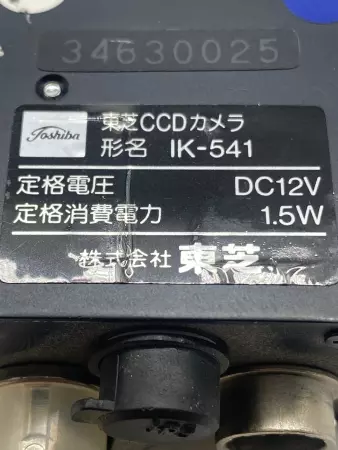 34630025
Toshiba
東芝CCDカメラ
形名 IK-541
定格電圧 DC12V
定格消費電力 1.5W
株式会社 東芝